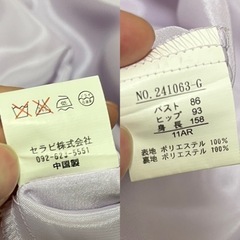 セラビ株式会社
092-621-5551
中国製
NO.241063-G
バスト 86
ヒップ 93
身長 158
11AR
表地 ポリエステル 100%
裏地 ポリエステル 100%